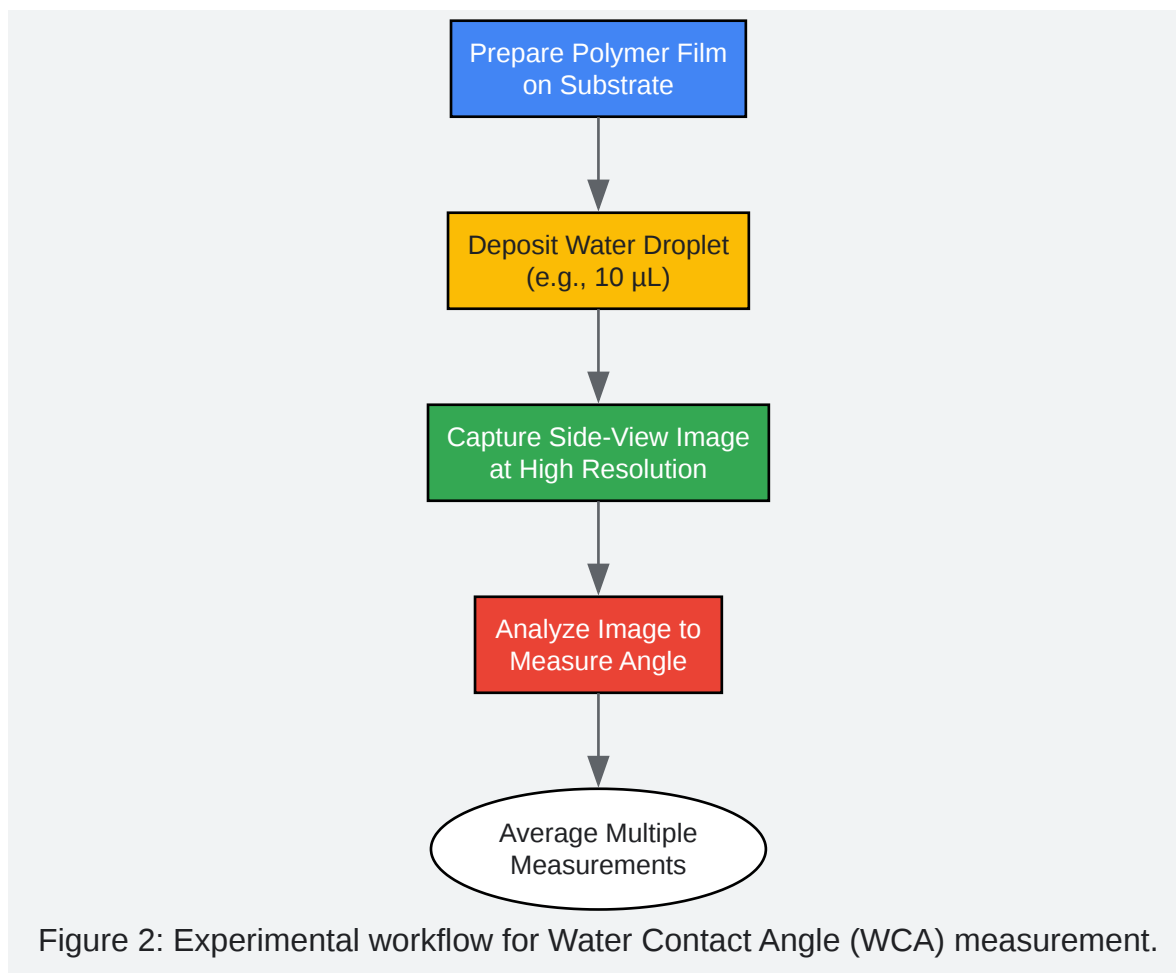 Prepare Polymer Film
on Substrate
Deposit Water Droplet
(e.g., 10 µL)
Capture Side-View Image
at High Resolution
Analyze Image to
Measure Angle
Average Multiple
Measurements
Figure 2: Experimental workflow for Water Contact Angle (WCA) measurement.